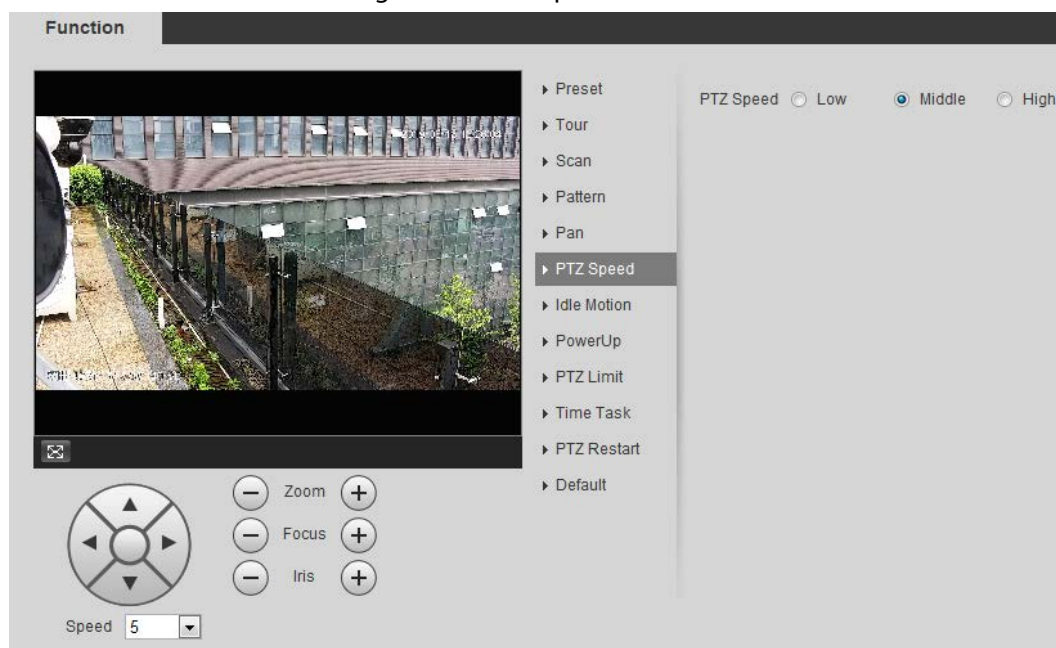 Function
Preset
Tour
Scan
Pattern
Pan
PTZ Speed
Idle Motion
PowerUp
PTZ Limit
Time Task
PTZ Restart
Default
PTZ Speed Low Middle High
Zoom
Focus
Iris
Speed 5